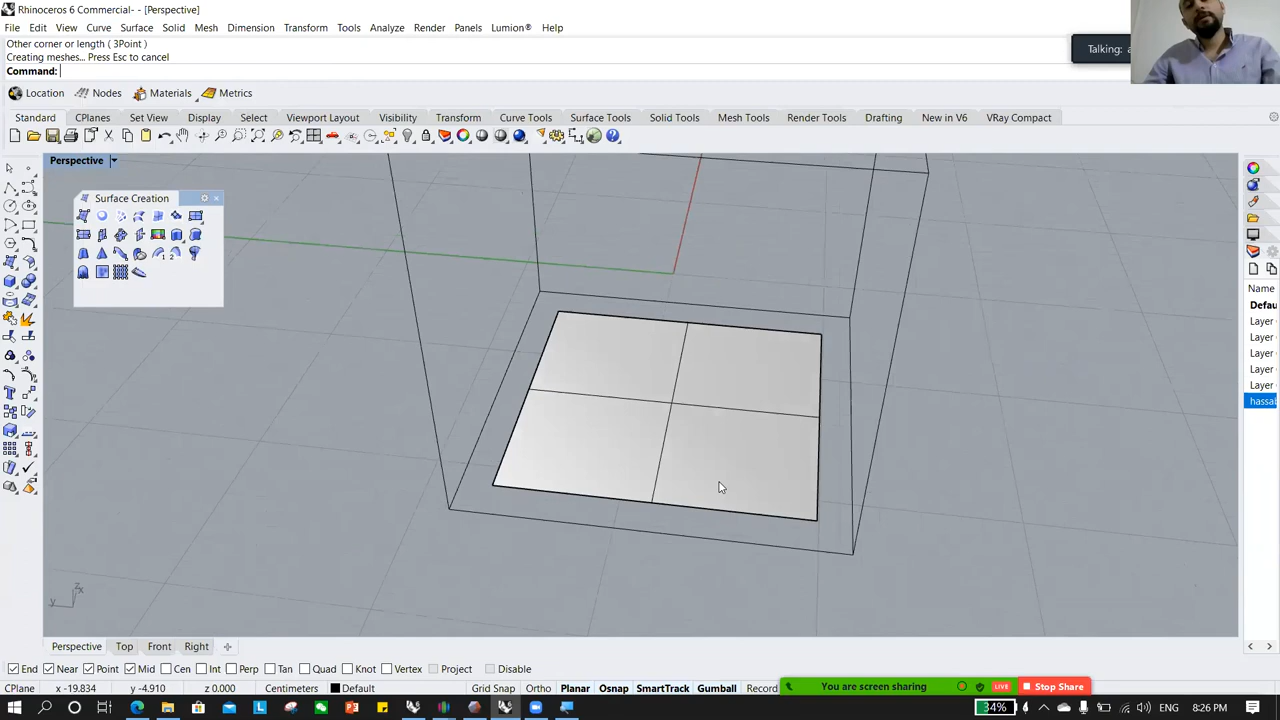 Rhinoceros 6 Commercial- - [Perspective]
File Edit View Curve Surface Solid Mesh Dimension Transform Tools Analyze Render Panels Lumion® Help
Other corner or length ( 3Point )
Creating meshes... Press Esc to cancel
Command:
Talking: a
Location Nodes Materials Metrics
Standard CPlanes Set View Display Select Viewport Layout Visibility Transform Curve Tools Surface Tools Solid Tools Mesh Tools Render Tools Drafting New in V6 VRay Compact
Perspective
Surface Creation
Name
Defau
Layer
Layer
Layer
Layer
Layer
hassab
z x
y
Perspective Top Front Right
End Near Point Mid Cen Int Perp Tan Quad Knot Vertex Project Disable
CPlane x -19.834 y -4.910 z 0.000 Centimeters Default Grid Snap Ortho Planar Osnap SmartTrack Gumball Record
You are screen sharing LIVE Stop Share
34% ENG 8:26 PM